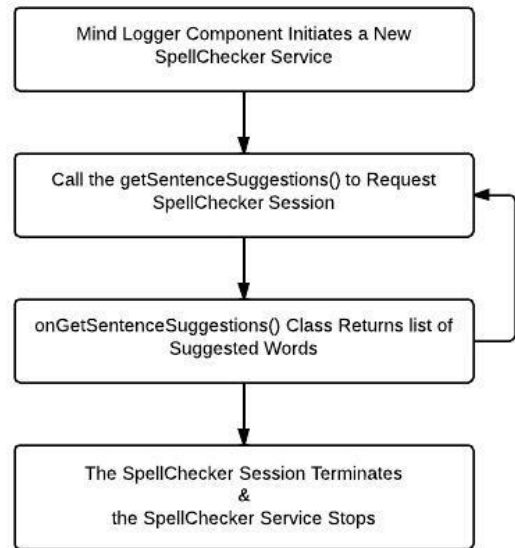 Mind Logger Component Initiates a New
SpellChecker Service
Call the getSentenceSuggestions() to Request
SpellChecker Session
onGetSentenceSuggestions() Class Returns list of
Suggested Words
The SpellChecker Session Terminates
&
the SpellChecker Service Stops